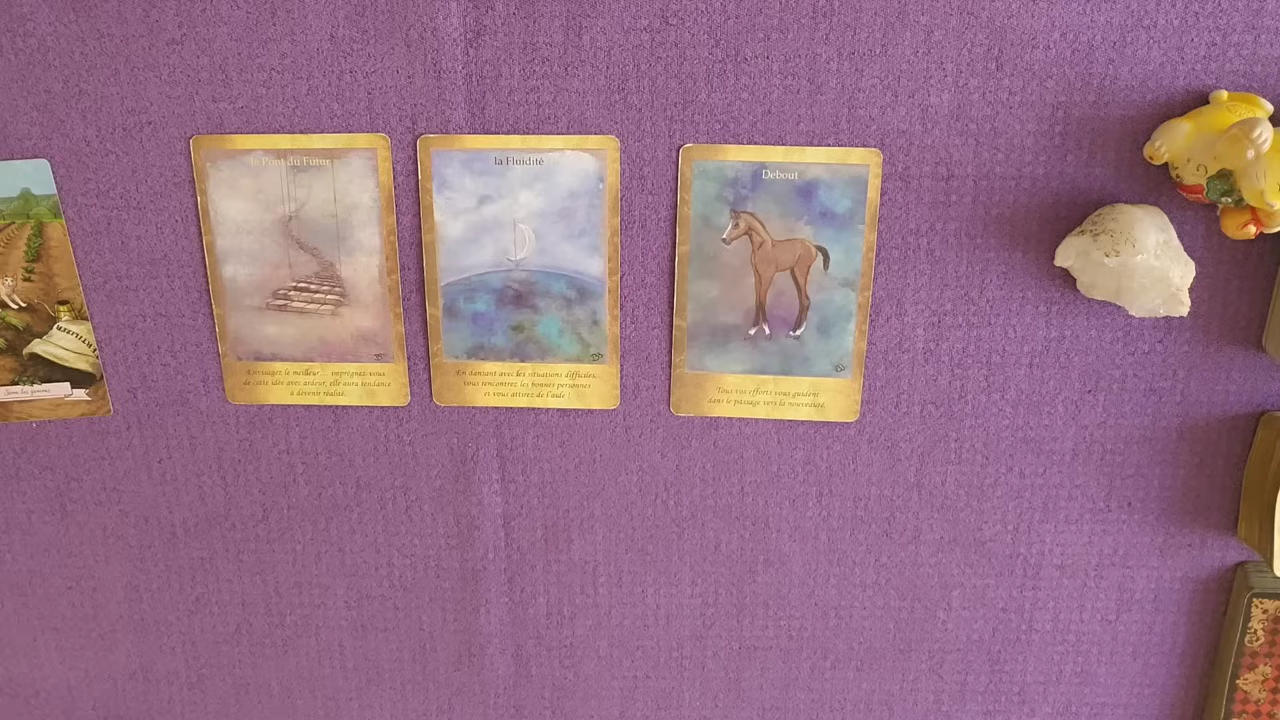 le Pont du Futur
Envisagez le meilleur... imprégnez-vous
de cette idée avec ardeur, elle aura tendance
à devenir réalité.
la Fluidité
En dansant avec les situations difficiles,
vous rencontrez les bonnes personnes
et vous attirez de l'aide !
Debout
Tous vos efforts vous guident
dans le passage vers la nouveauté.